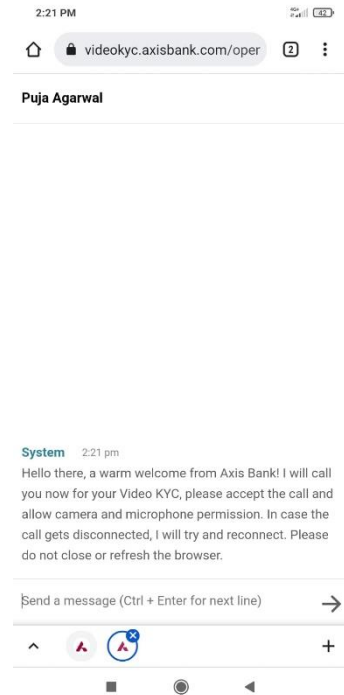 2:21 PM
42
videokyc.axisbank.com/oper
2
Puja Agarwal
System 2:21 pm
Hello there, a warm welcome from Axis Bank! I will call
you now for your Video KYC, please accept the call and
allow camera and microphone permission. In case the
call gets disconnected, I will try and reconnect. Please
do not close or refresh the browser.
Send a message (Ctrl + Enter for next line)